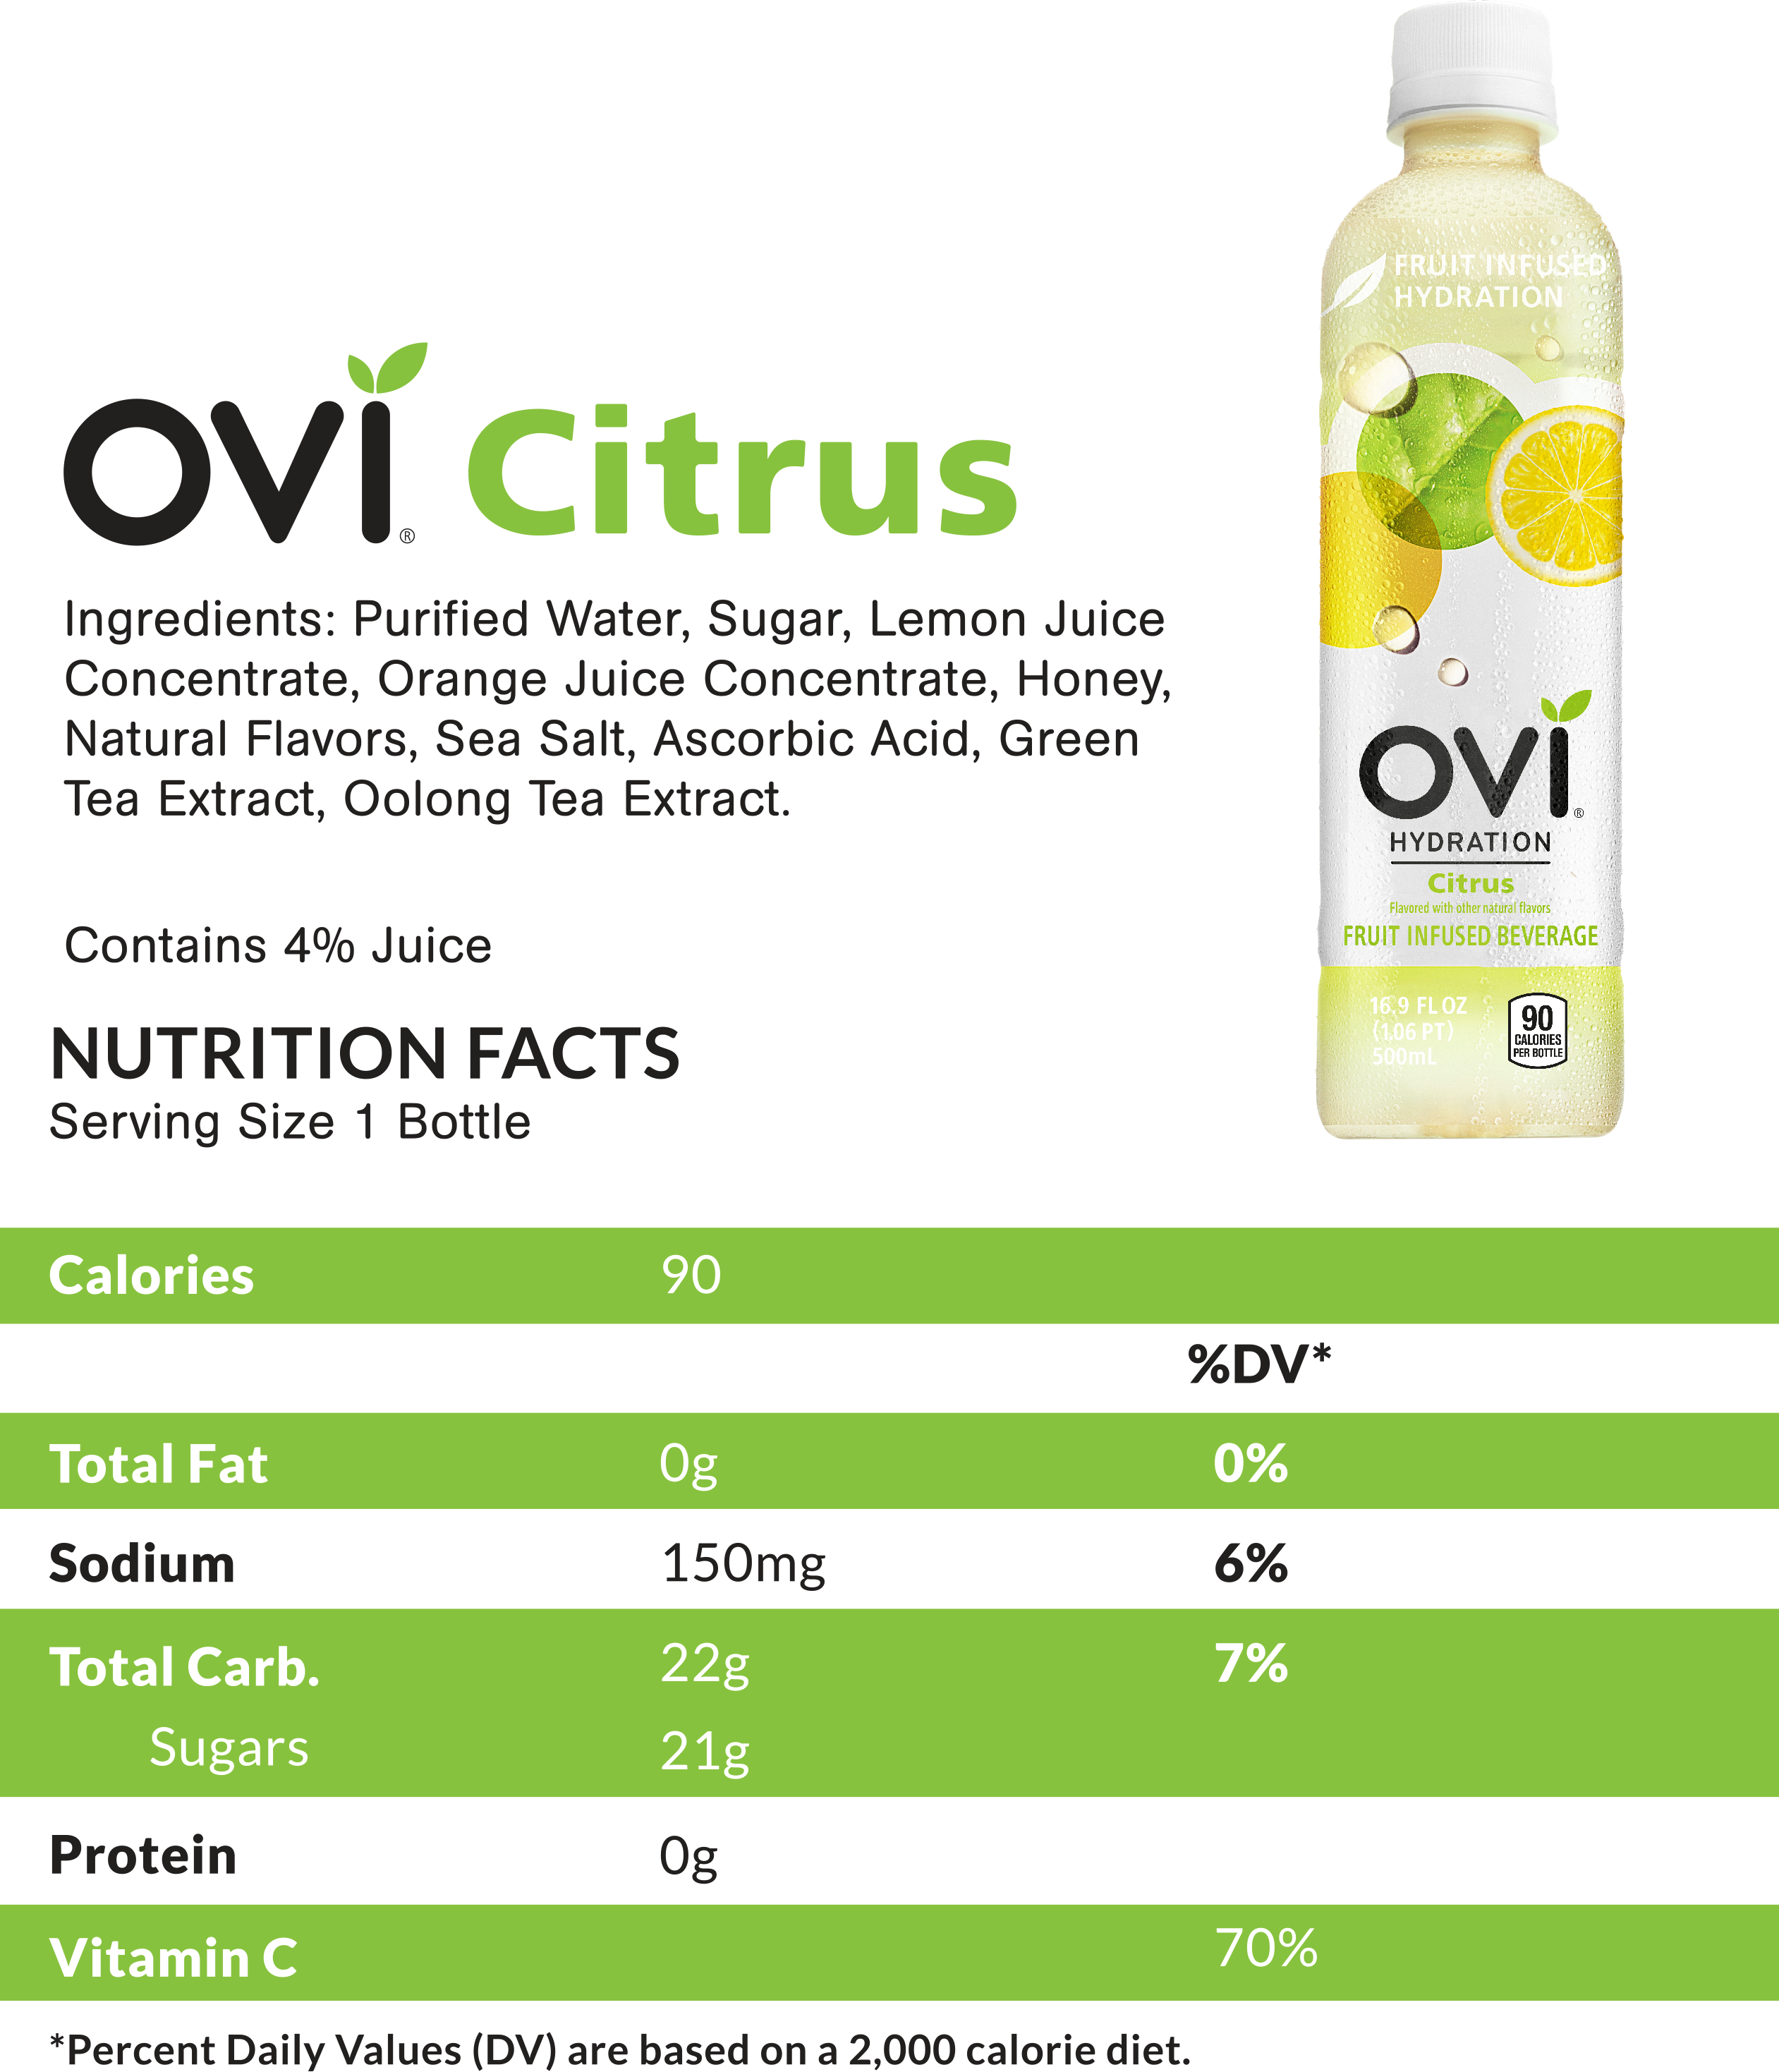 FRUIT INFUSED
HYDRATION
OVI® Citrus
Ingredients: Purified Water, Sugar, Lemon Juice
Concentrate, Orange Juice Concentrate, Honey,
Natural Flavors, Sea Salt, Ascorbic Acid, Green
Tea Extract, Oolong Tea Extract.
Contains 4% Juice
OVI®
HYDRATION
Citrus
Flavored with other natural flavors
FRUIT INFUSED BEVERAGE
16.9 FL OZ
(1.06 PT)
500mL
90
CALORIES
PER BOTTLE
NUTRITION FACTS
Serving Size 1 Bottle
Calories 90
%DV*
Total Fat 0g 0%
Sodium 150mg 6%
Total Carb. 22g 7%
Sugars 21g
Protein 0g
Vitamin C 70%
*Percent Daily Values (DV) are based on a 2,000 calorie diet.